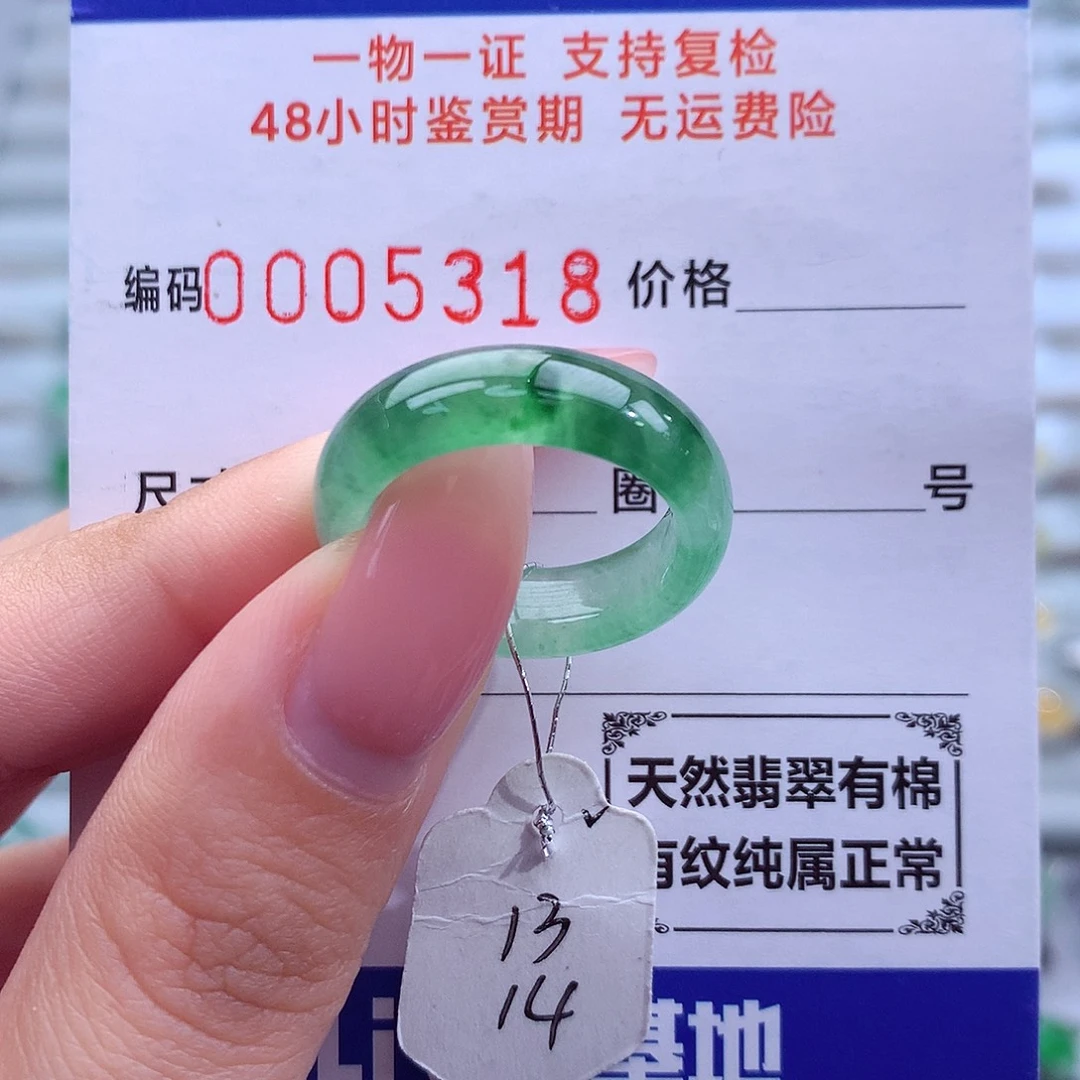 一物一证 支持复检
48小时鉴赏期 无运费险
编码0005318 价格
尺 圈 号
天然翡翠有棉
有纹纯属正常
13
14
基地